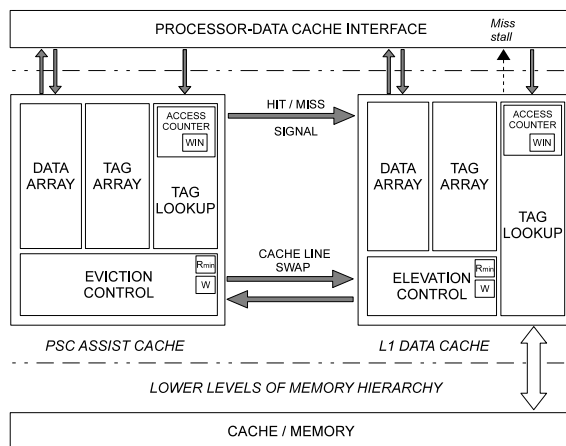 PROCESSOR-DATA CACHE INTERFACE
Miss
stall
DATA
ARRAY
TAG
ARRAY
ACCESS
COUNTER
WIN
TAG
LOOKUP
EVICTION
CONTROL
Rmin
W
HIT / MISS
SIGNAL
CACHE LINE
SWAP
DATA
ARRAY
TAG
ARRAY
ACCESS
COUNTER
WIN
TAG
LOOKUP
ELEVATION
CONTROL
Rmin
W
PSC ASSIST CACHE
L1 DATA CACHE
LOWER LEVELS OF MEMORY HIERARCHY
CACHE / MEMORY